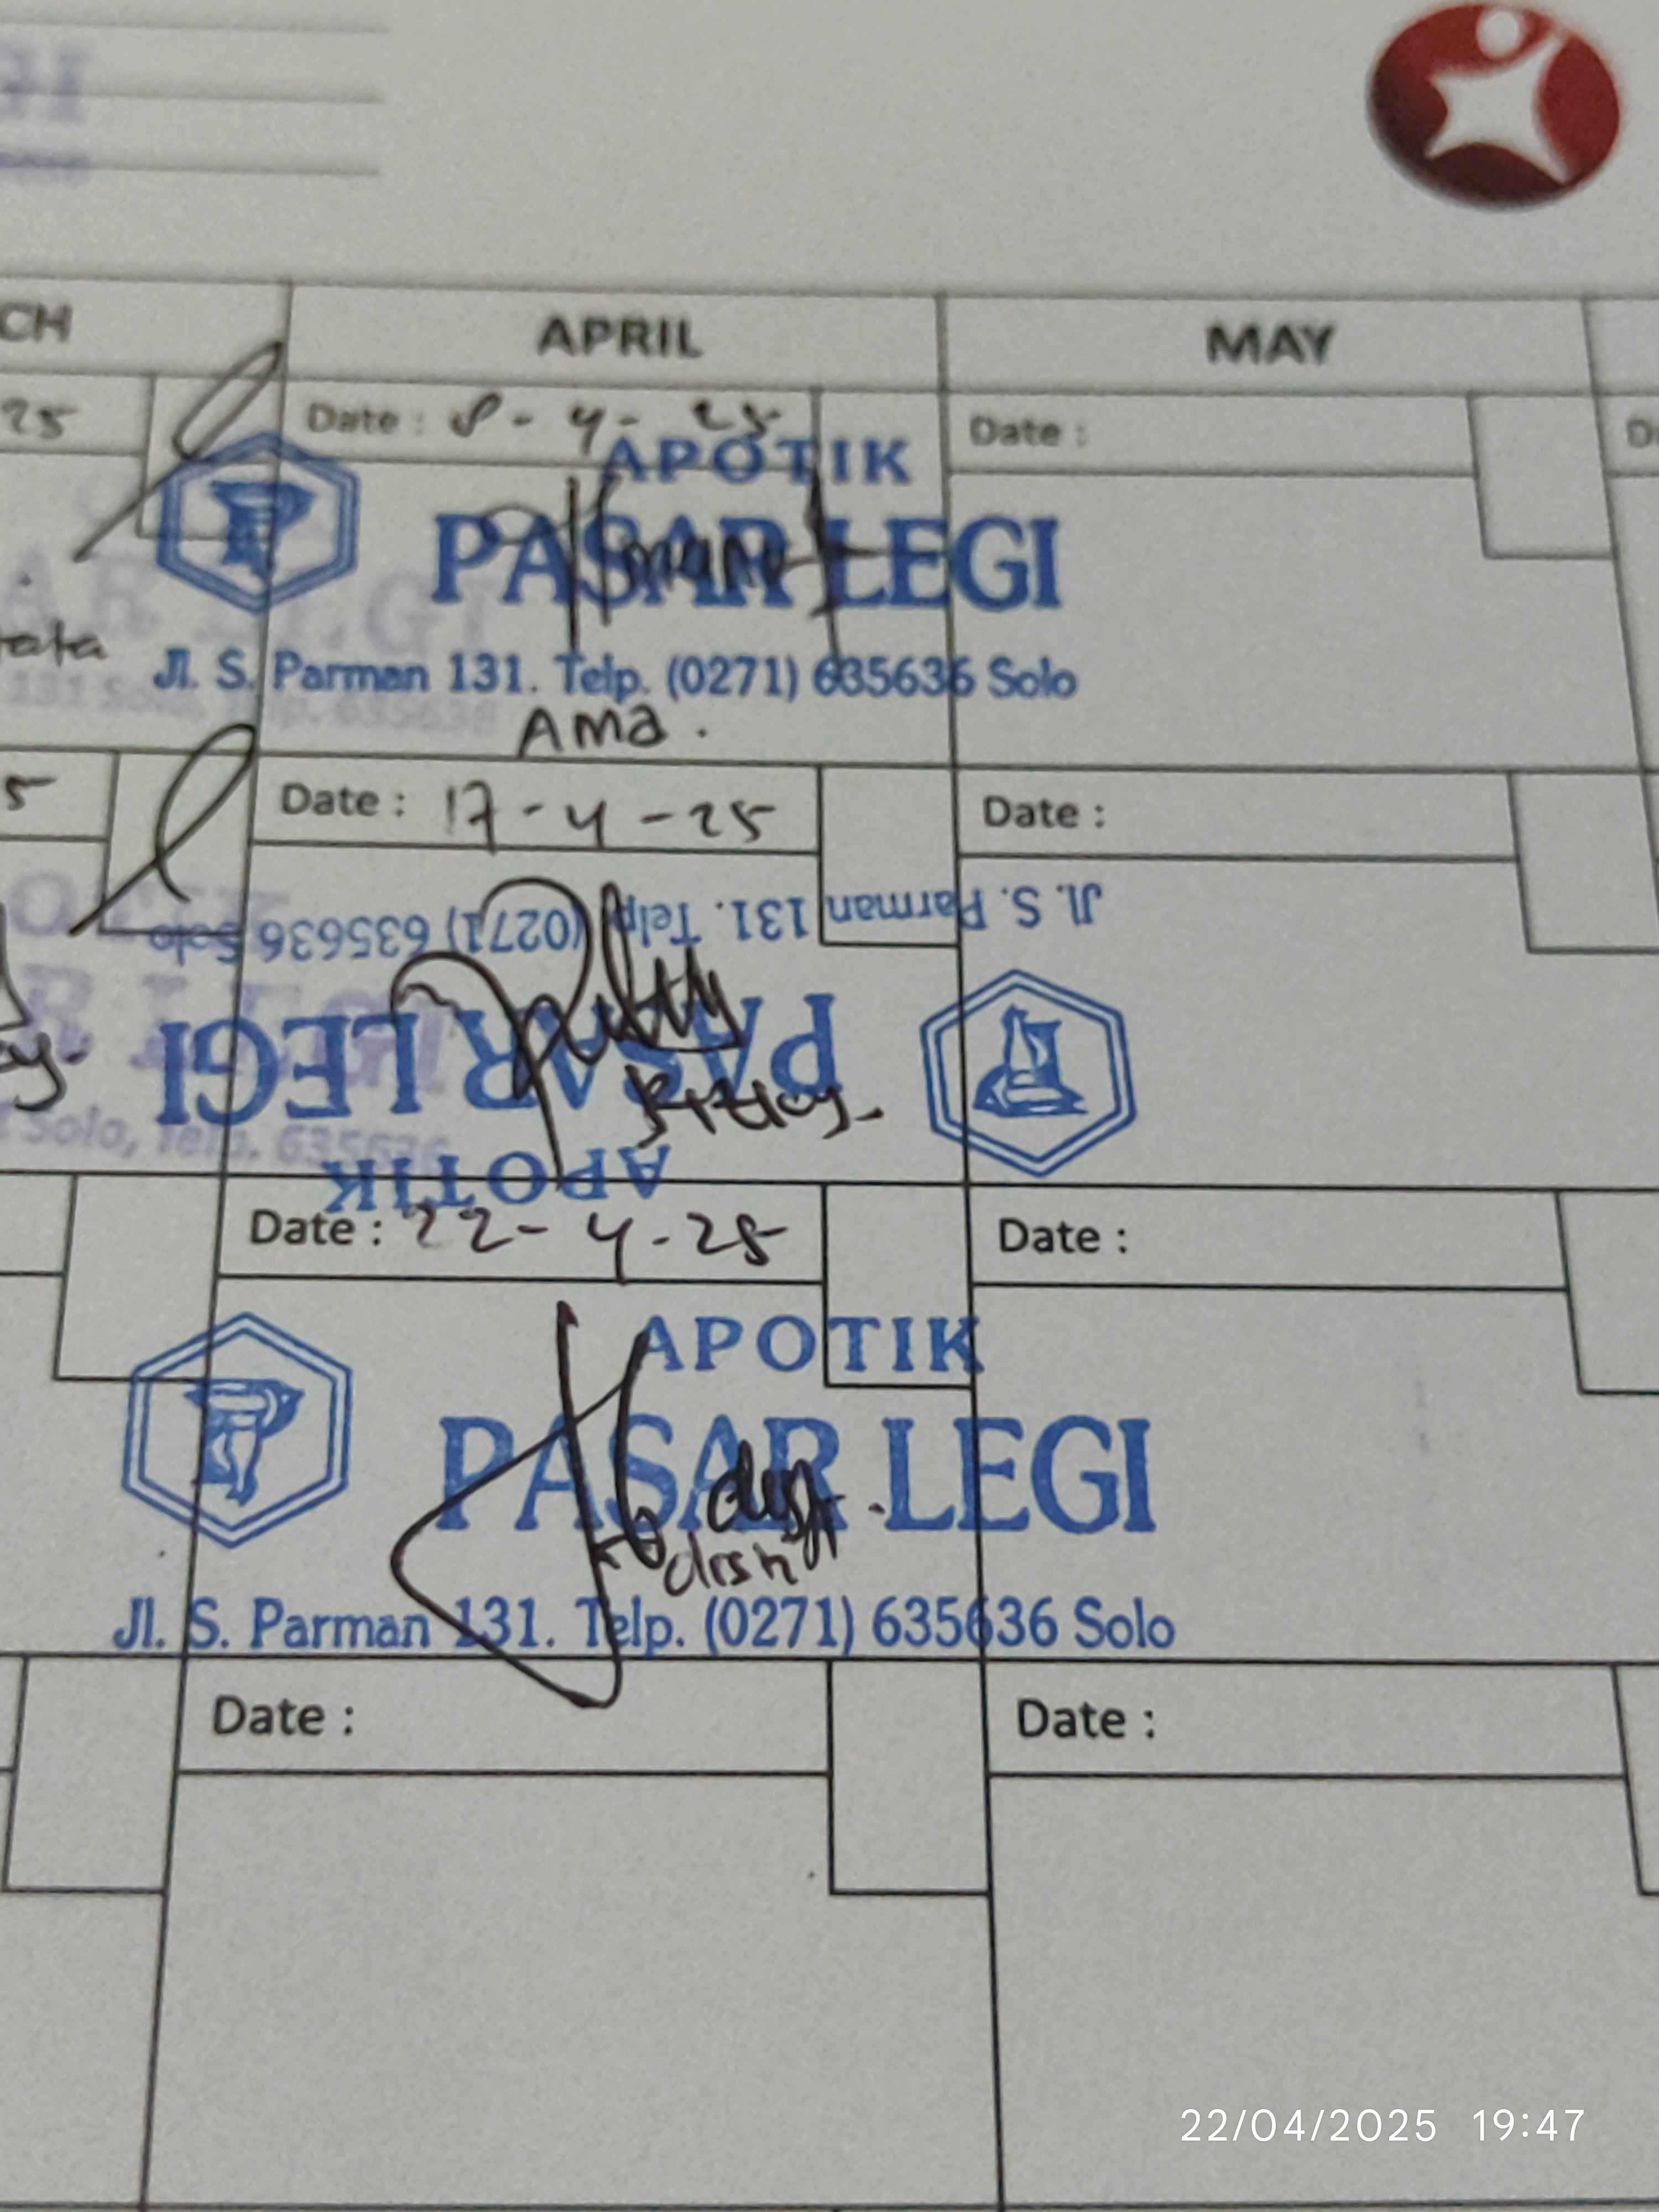 GI
CH
APRIL
MAY
25
Date : 8 - 4 - 25
Date :
APOTIK
PASAR LEGI
Jl. S. Parman 131. Telp. (0271) 635636 Solo
Ama.
5
Date : 17 - 4 - 25
Date :
APOTIK
PASAR LEGI
Jl. S. Parman 131. Telp. (0271) 635636 Solo
Date : 22 - 4 - 25
Date :
APOTIK
PASAR LEGI
Jl. S. Parman 131. Telp. (0271) 635636 Solo
Date :
Date :
22/04/2025 19:47